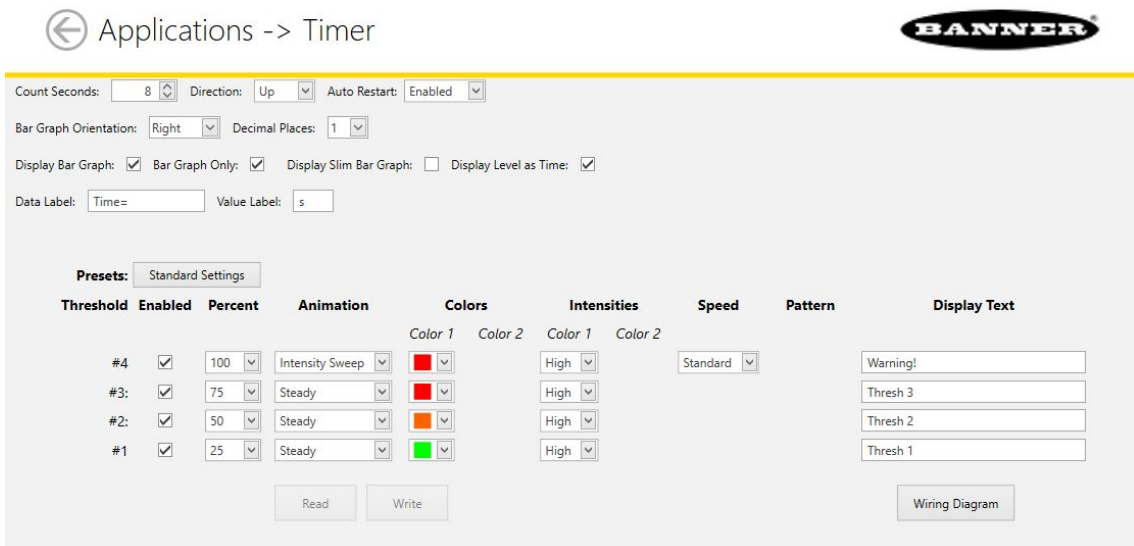 Applications -> Timer
BANNER
Count Seconds: 8 Direction: Up Auto Restart: Enabled
Bar Graph Orientation: Right Decimal Places: 1
Display Bar Graph: Bar Graph Only: Display Slim Bar Graph: Display Level as Time:
Data Label: Time= Value Label: s
Presets: Standard Settings
Threshold Enabled Percent Animation Colors Intensities Speed Pattern Display Text
Color 1 Color 2 Color 1 Color 2
#4 100 Intensity Sweep High Standard Warning!
#3: 75 Steady High Thresh 3
#2: 50 Steady High Thresh 2
#1 25 Steady High Thresh 1
Read Write Wiring Diagram